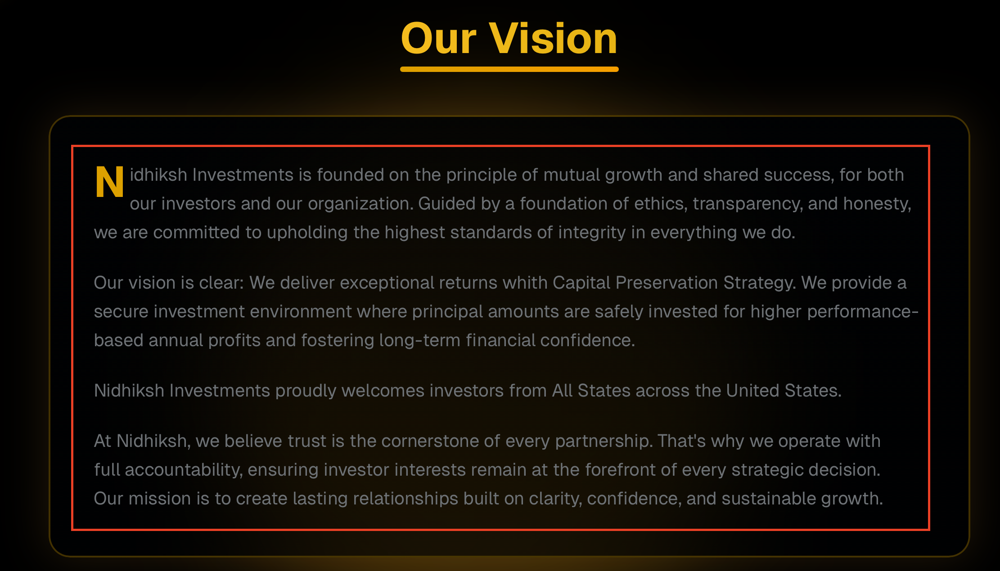 Our Vision
Nidhiksh Investments is founded on the principle of mutual growth and shared success, for both
our investors and our organization. Guided by a foundation of ethics, transparency, and honesty,
we are committed to upholding the highest standards of integrity in everything we do.
Our vision is clear: We deliver exceptional returns whith Capital Preservation Strategy. We provide a
secure investment environment where principal amounts are safely invested for higher performance-
based annual profits and fostering long-term financial confidence.
Nidhiksh Investments proudly welcomes investors from All States across the United States.
At Nidhiksh, we believe trust is the cornerstone of every partnership. That's why we operate with
full accountability, ensuring investor interests remain at the forefront of every strategic decision.
Our mission is to create lasting relationships built on clarity, confidence, and sustainable growth.